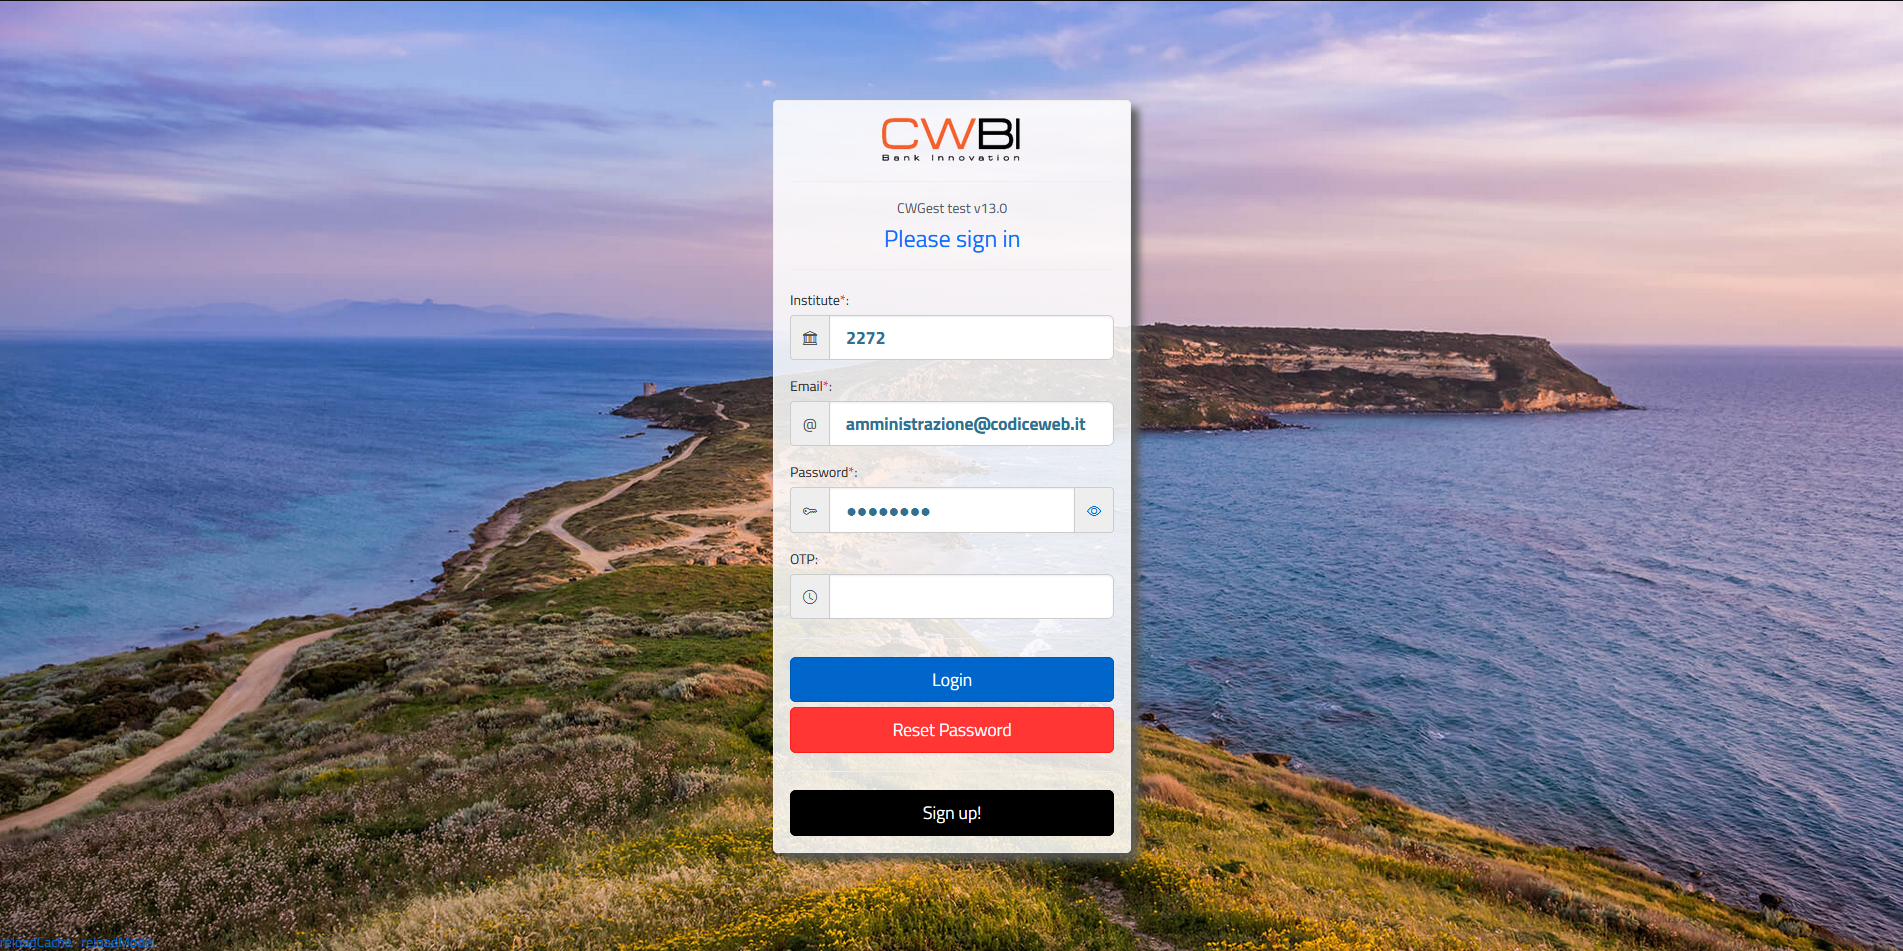 CWBI
Bank Innovation
CWGest test v13.0
Please sign in
Institute*:
2272
Email*:
@ amministrazione@codiceweb.it
Password*:
••••••••
OTP:
Login
Reset Password
Sign up!
reloadCache reloadModel